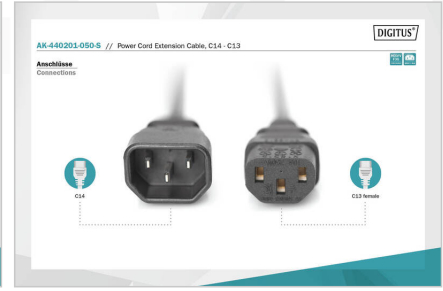 DIGITUS®
AK-440201-050-S // Power Cord Extension Cable, C14 - C13
Anschlüsse
Connections
C14
C13 female